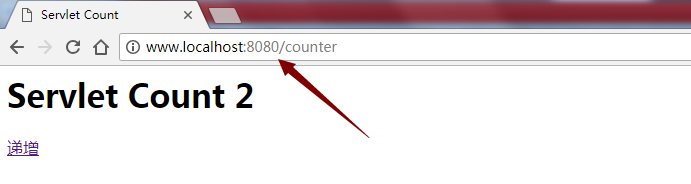 Servlet Count
www.localhost:8080/counter
Servlet Count 2
递增